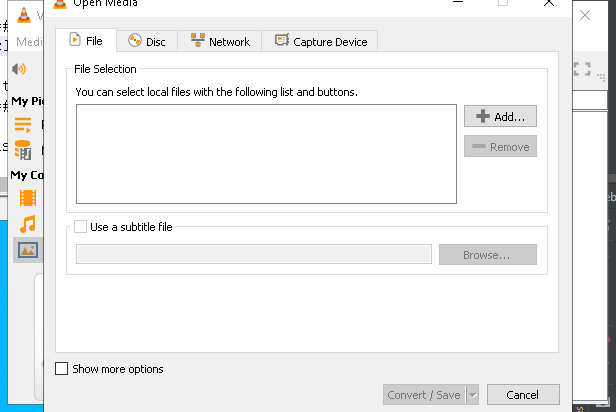 Open Media
File
Disc
Network
Capture Device
File Selection
You can select local files with the following list and buttons.
Add...
Remove
Use a subtitle file
Browse...
Show more options
Convert / Save
Cancel
Medi
My Pl
My Co